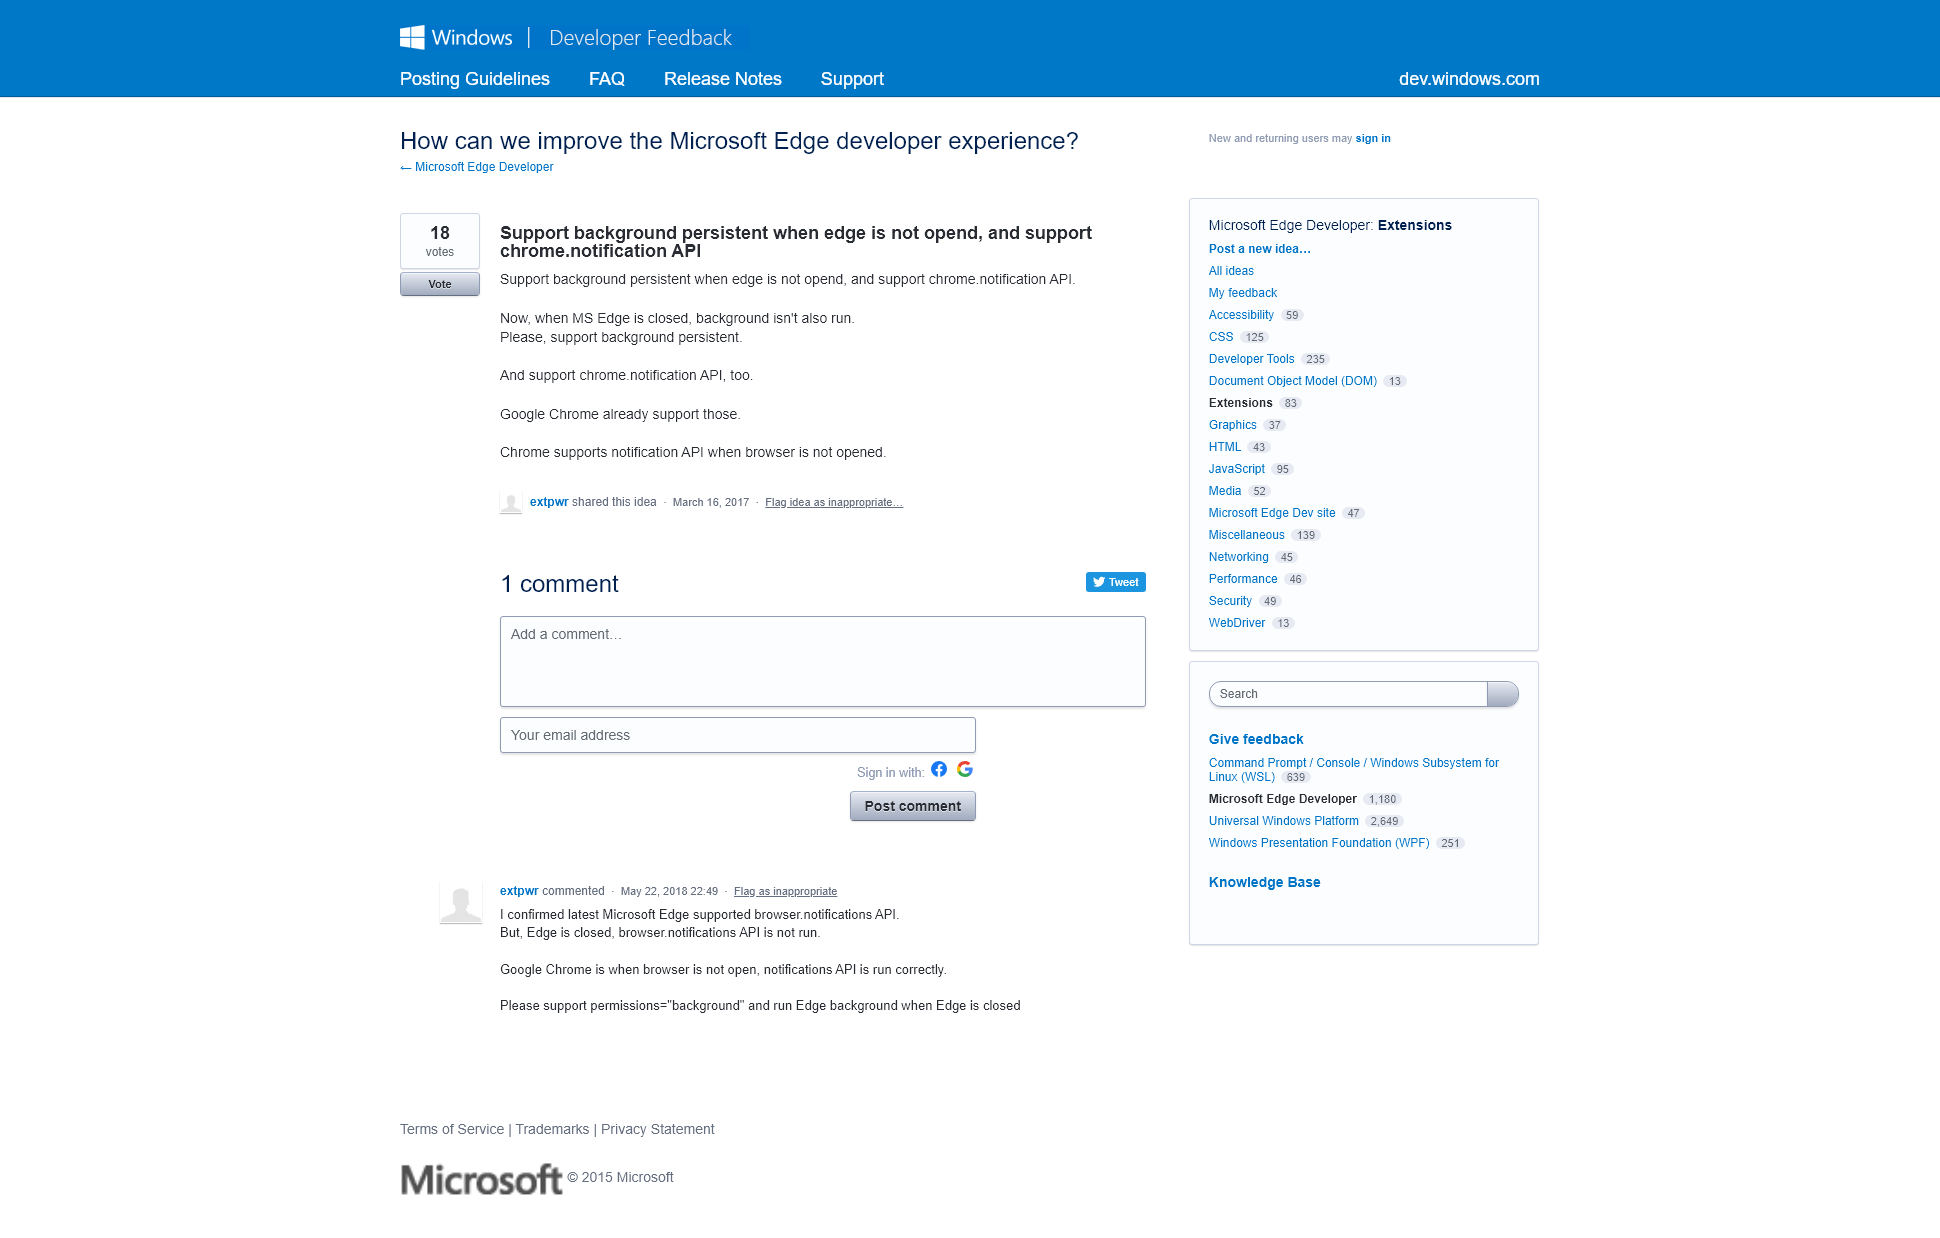 Windows | Developer Feedback
Posting Guidelines FAQ Release Notes Support dev.windows.com
How can we improve the Microsoft Edge developer experience?
← Microsoft Edge Developer
New and returning users may sign in
18
votes
Vote
Support background persistent when edge is not opend, and support
chrome.notification API
Support background persistent when edge is not opend, and support chrome.notification API.
Now, when MS Edge is closed, background isn't also run.
Please, support background persistent.
And support chrome.notification API, too.
Google Chrome already support those.
Chrome supports notification API when browser is not opened.
extpwr shared this idea · March 16, 2017 · Flag idea as inappropriate…
1 comment
Tweet
Add a comment…
Your email address
Sign in with:
Post comment
extpwr commented · May 22, 2018 22:49 · Flag as inappropriate
I confirmed latest Microsoft Edge supported browser.notifications API.
But, Edge is closed, browser.notifications API is not run.
Google Chrome is when browser is not open, notifications API is run correctly.
Please support permissions="background" and run Edge background when Edge is closed
Microsoft Edge Developer: Extensions
Post a new idea…
All ideas
My feedback
Accessibility 59
CSS 125
Developer Tools 235
Document Object Model (DOM) 13
Extensions 83
Graphics 37
HTML 43
JavaScript 95
Media 52
Microsoft Edge Dev site 47
Miscellaneous 139
Networking 45
Performance 46
Security 49
WebDriver 13
Search
Give feedback
Command Prompt / Console / Windows Subsystem for
Linux (WSL) 639
Microsoft Edge Developer 1,180
Universal Windows Platform 2,649
Windows Presentation Foundation (WPF) 251
Knowledge Base
Terms of Service | Trademarks | Privacy Statement
Microsoft © 2015 Microsoft